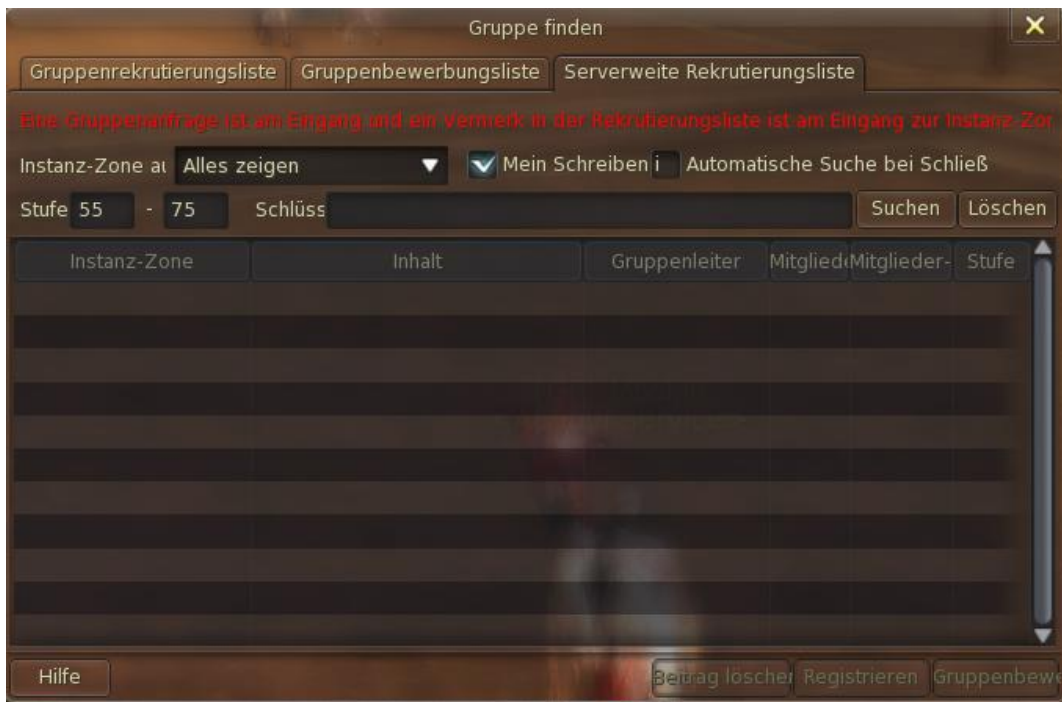 Gruppe finden
Gruppenrekrutierungsliste Gruppenbewerbungsliste Serverweite Rekrutierungsliste
Eine Gruppenanfrage ist am Eingang und ein Vermerk in der Rekrutierungsliste ist am Eingang zur Instanz-Zor
Instanz-Zone au Alles zeigen Mein Schreiben i Automatische Suche bei Schließ
Stufe 55 - 75 Schlüss Suchen Löschen
Instanz-Zone Inhalt Gruppenleiter Mitgliede Mitglieder- Stufe
Hilfe Beitrag löscher Registrieren Gruppenbewe